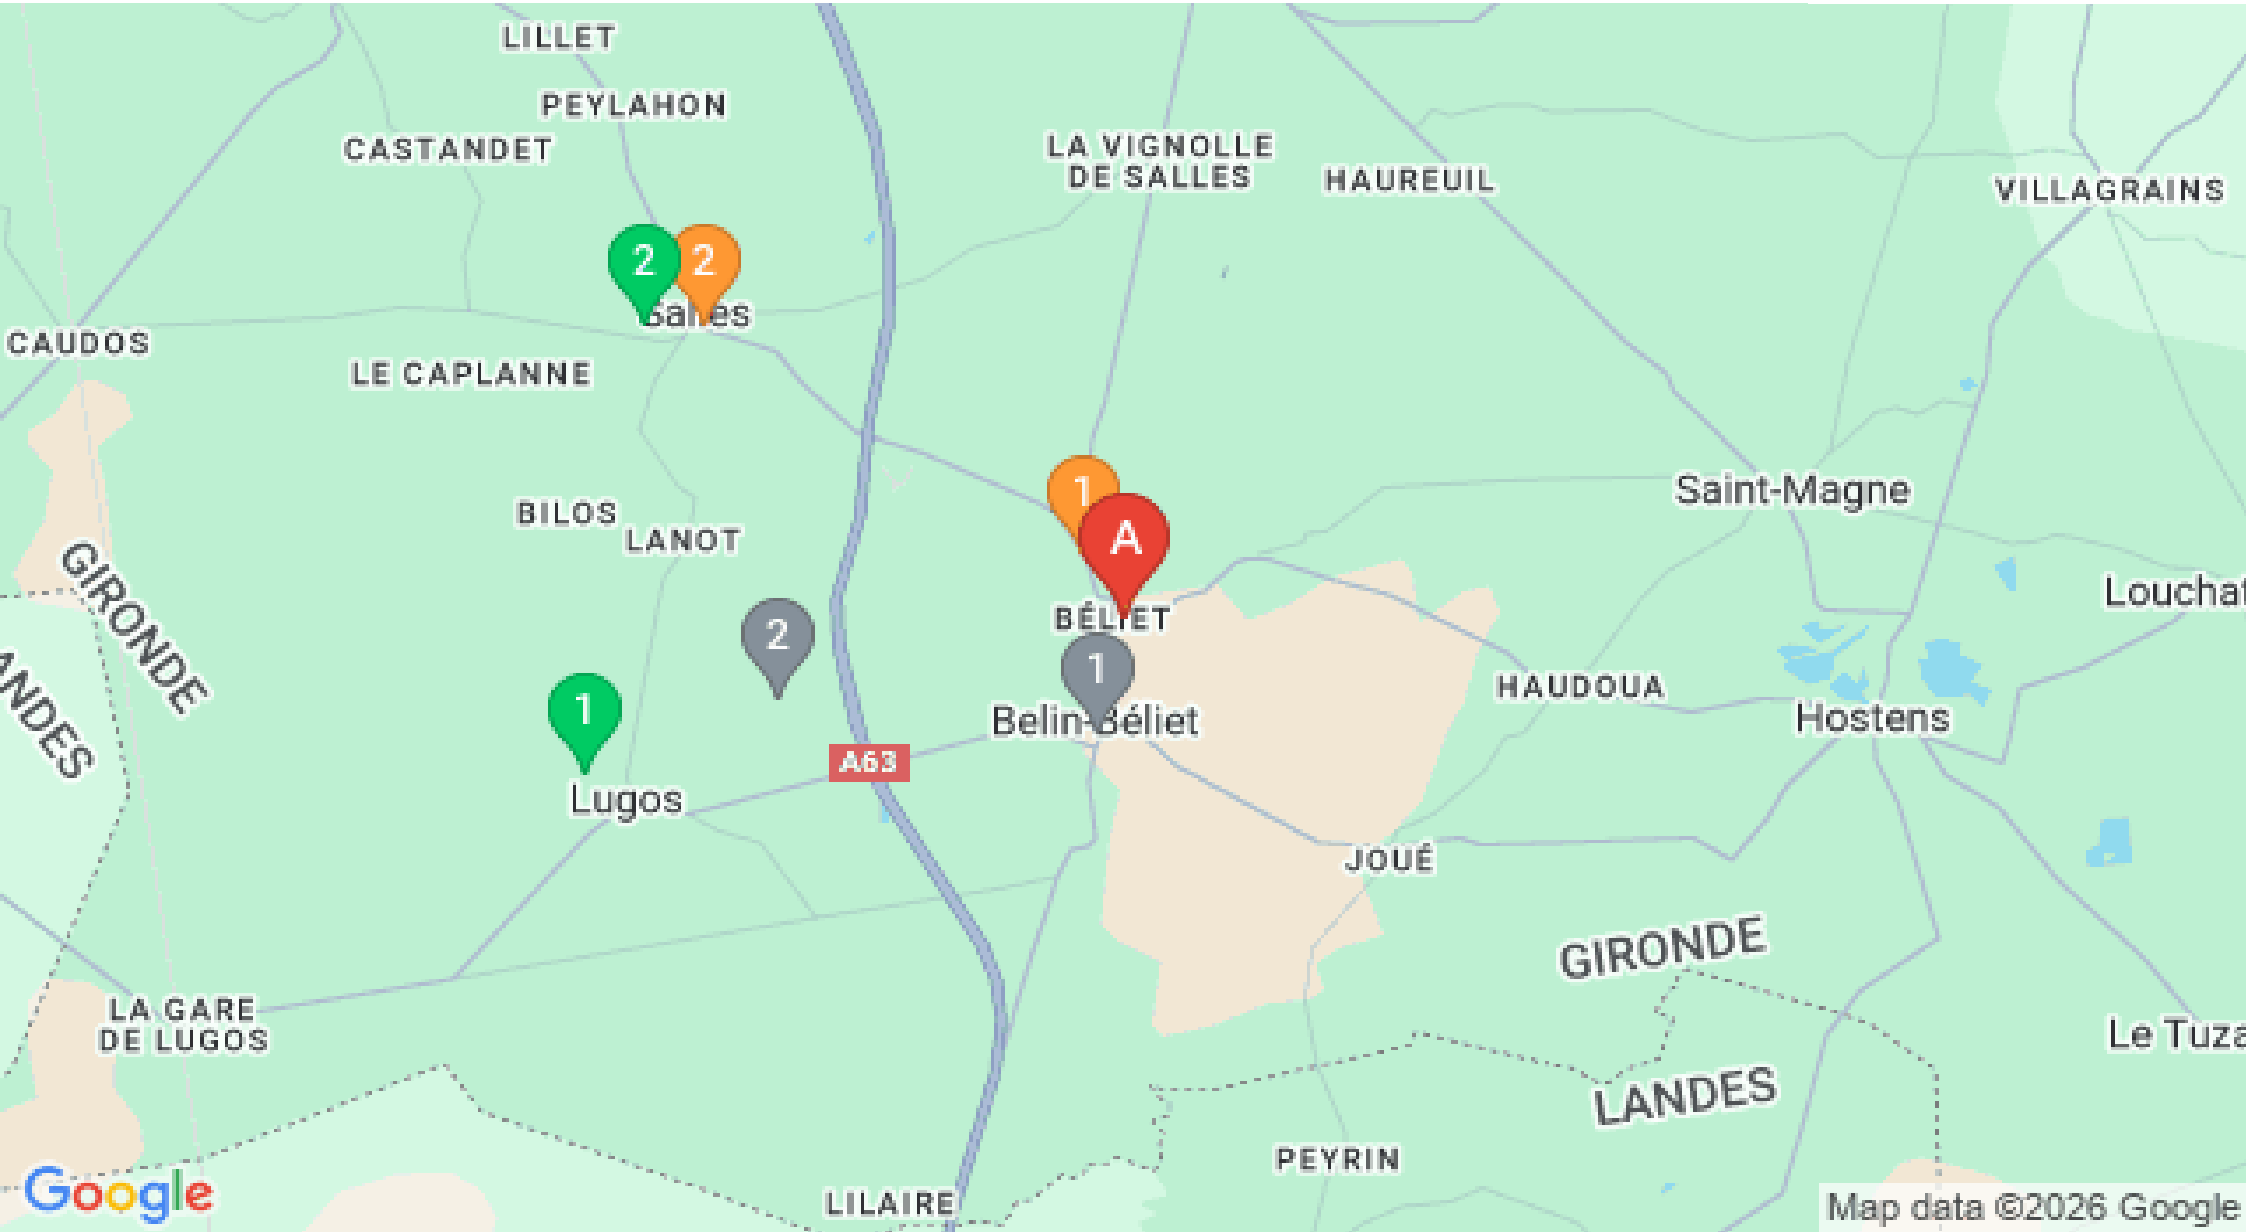 LILLET
PEYLAHON
CASTANDET
LA VIGNOLLE
DE SALLES
HAUREUIL
VILLAGRAINS
2
2
Salles
CAUDOS
LE CAPLANNE
1
A
Saint-Magne
BILOS
LANOT
GIRONDE
Louchat
BÉLIET
2
1
HAUDOUA
ANDES
1
Belin-Béliet
Hostens
A63
Lugos
JOUÉ
GIRONDE
LA GARE
DE LUGOS
Le Tuza
LANDES
PEYRIN
LILAIRE
Google
Map data ©2026 Google